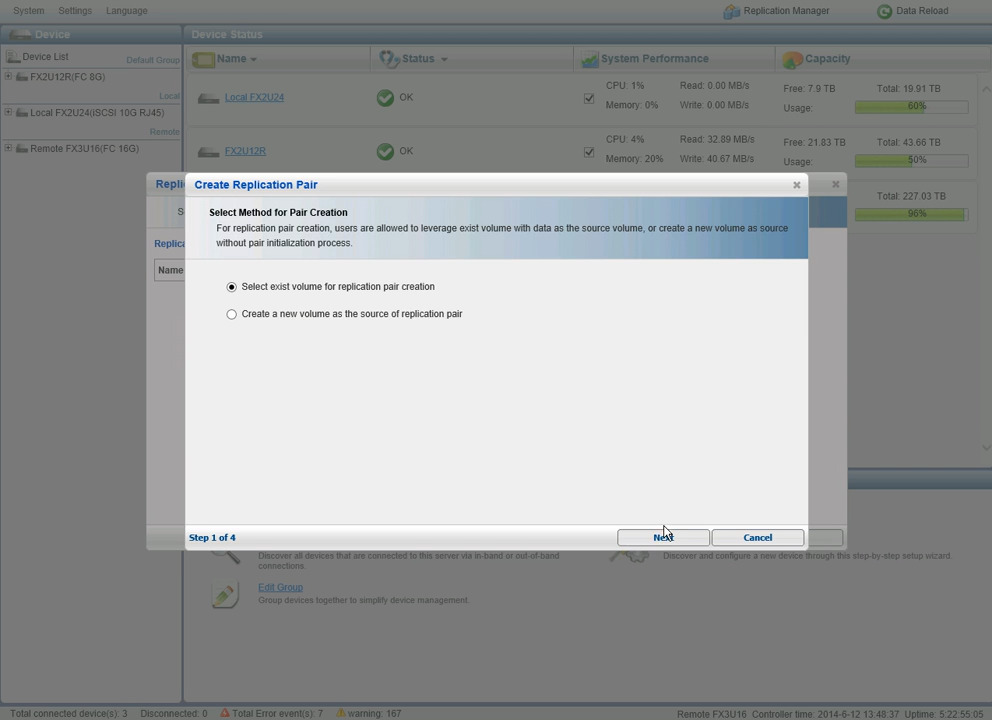 System Settings Language Replication Manager Data Reload
Device
Device List Default Group
FX2U12R(FC 8G)
Local
Local FX2U24(iSCSI 10G RJ45)
Remote
Remote FX3U16(FC 16G)
Device Status
Name Status System Performance Capacity
Local FX2U24 OK CPU: 1% Read: 0.00 MB/s Free: 7.9 TB Total: 19.91 TB
Memory: 0% Write: 0.00 MB/s Usage: 60%
FX2U12R OK CPU: 4% Read: 32.89 MB/s Free: 21.83 TB Total: 43.66 TB
Memory: 20% Write: 40.67 MB/s Usage: 50%
Total: 227.03 TB
96%
Repli
S
Replica
Name
Create Replication Pair
Select Method for Pair Creation
For replication pair creation, users are allowed to leverage exist volume with data as the source volume, or create a new volume as source
without pair initialization process.
Select exist volume for replication pair creation
Create a new volume as the source of replication pair
Step 1 of 4 Next Cancel
Discover all devices that are connected to this server via in-band or out-of-band
connections.
Discover and configure a new device through this step-by-step setup wizard.
Edit Group
Group devices together to simplify device management.
Total connected device(s): 3 Disconnected: 0 Total Error event(s): 7 warning: 167 Remote FX3U16 Controller time: 2014-6-12 13:48:37 Uptime: 5:22:55:05